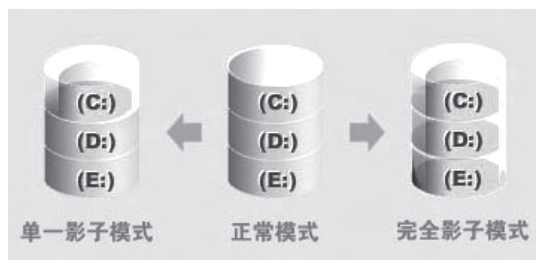 (C:) (C:) (C:)
(D:) (D:) (D:)
(E:) (E:) (E:)
单一影子模式 正常模式 完全影子模式